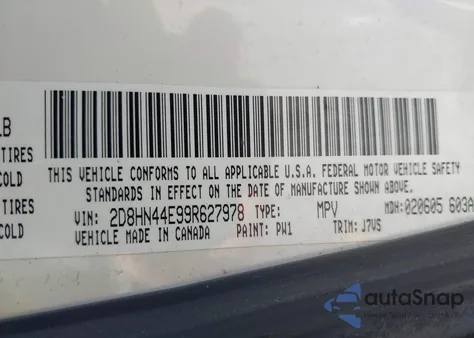 LB
TIRES
COLD
TIRES
COLD
THIS VEHICLE CONFORMS TO ALL APPLICABLE U.S.A. FEDERAL MOTOR VEHICLE SAFETY
STANDARDS IN EFFECT ON THE DATE OF MANUFACTURE SHOWN ABOVE.
VIN: 2D8HN44E99R627978 TYPE: MPV MDH: 020605 603A
VEHICLE MADE IN CANADA PAINT: PW1 TRIM: J7VS
autoSnap